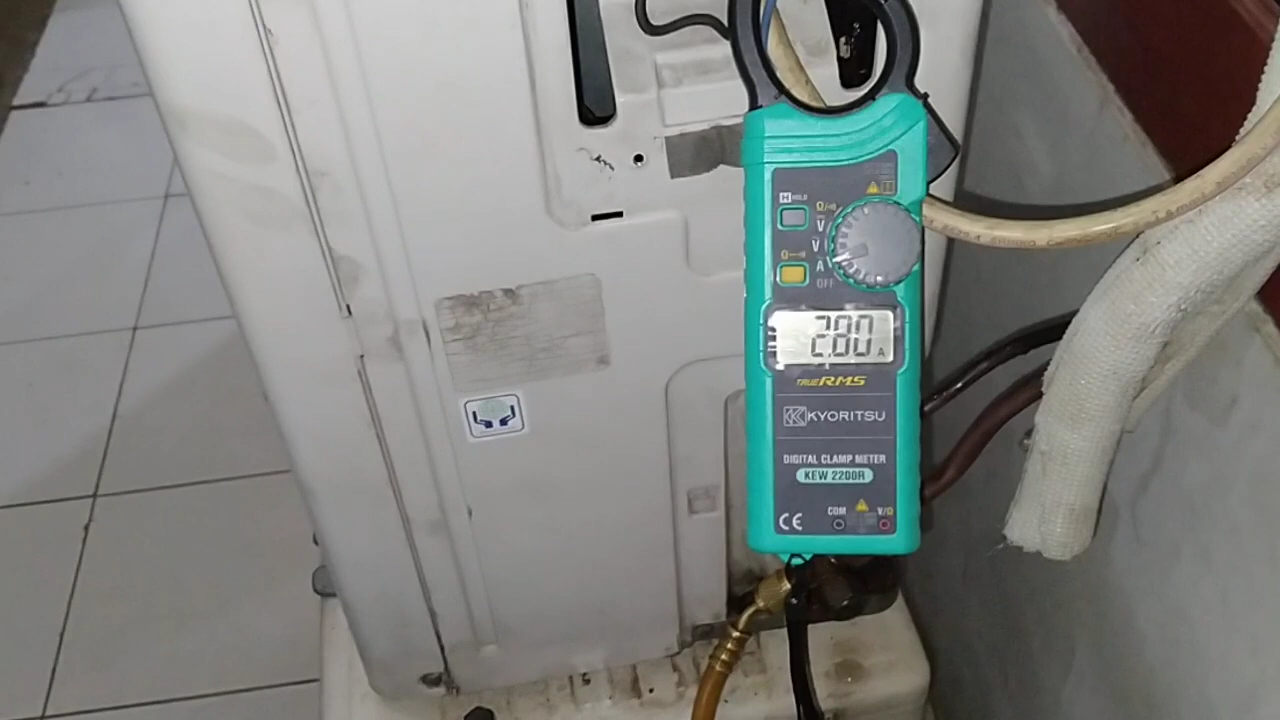 H HOLD
Ω
V
V
A
OFF
2.80 A
TRUE RMS
KYORITSU
DIGITAL CLAMP METER
KEW 2200R
CE
COM
V/Ω